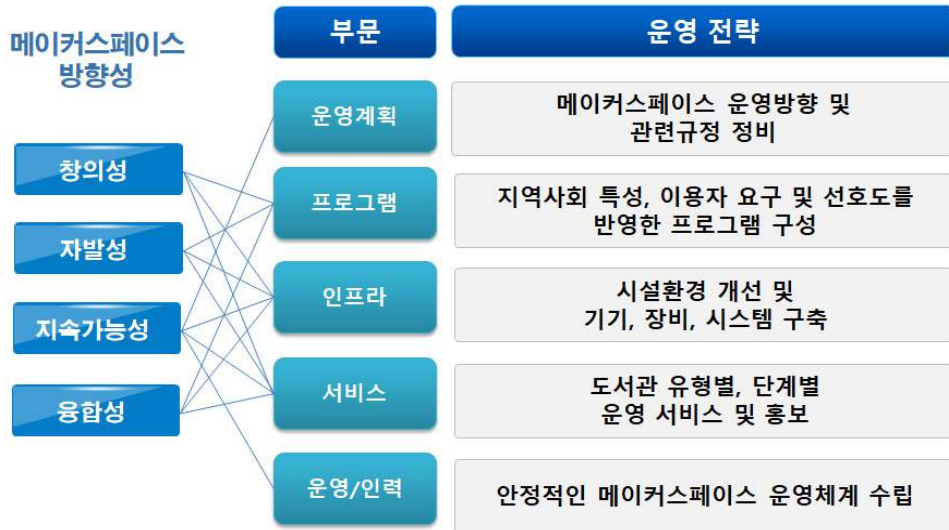 메이커스페이스
방향성
창의성
자발성
지속가능성
융합성
부문
운영 전략
운영계획
메이커스페이스 운영방향 및
관련규정 정비
프로그램
지역사회 특성, 이용자 요구 및 선호도를
반영한 프로그램 구성
인프라
시설환경 개선 및
기기, 장비, 시스템 구축
서비스
도서관 유형별, 단계별
운영 서비스 및 홍보
운영/인력
안정적인 메이커스페이스 운영체계 수립